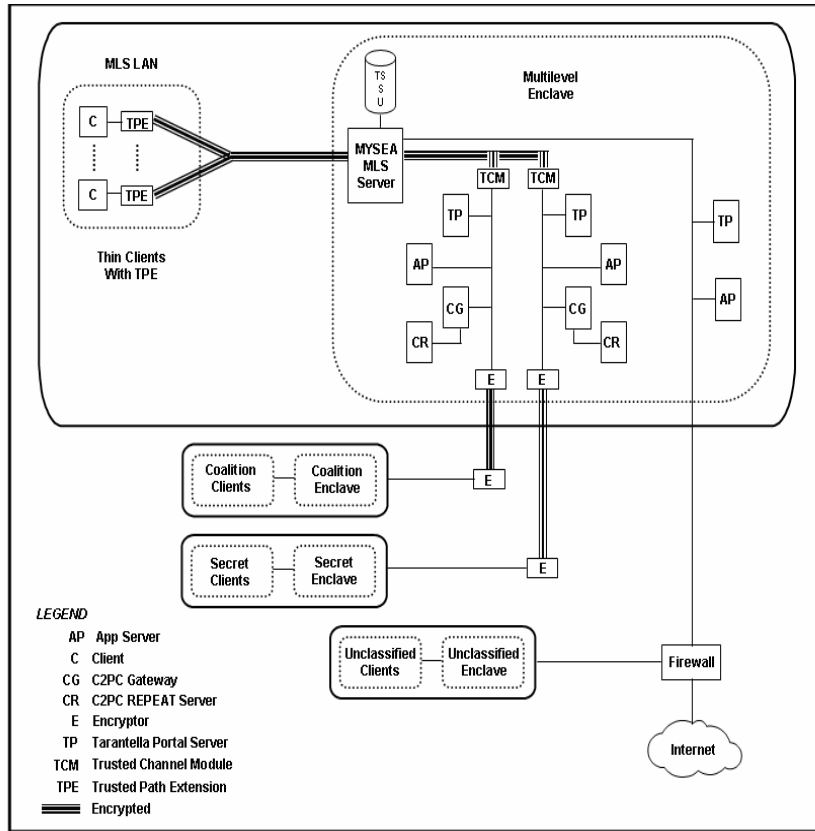 MLS LAN
C
TPE
C
TPE
Thin Clients
With TPE
TS
S
U
MYSEA
MLS
Server
Multilevel
Enclave
TCM
TCM
TP
TP
TP
AP
AP
AP
CG
CG
CR
CR
E
E
Coalition
Clients
Coalition
Enclave
E
Secret
Clients
Secret
Enclave
E
LEGEND
AP App Server
C Client
CG C2PC Gateway
CR C2PC REPEAT Server
E Encryptor
TP Tarantella Portal Server
TCM Trusted Channel Module
TPE Trusted Path Extension
Encrypted
Unclassified
Clients
Unclassified
Enclave
Firewall
Internet